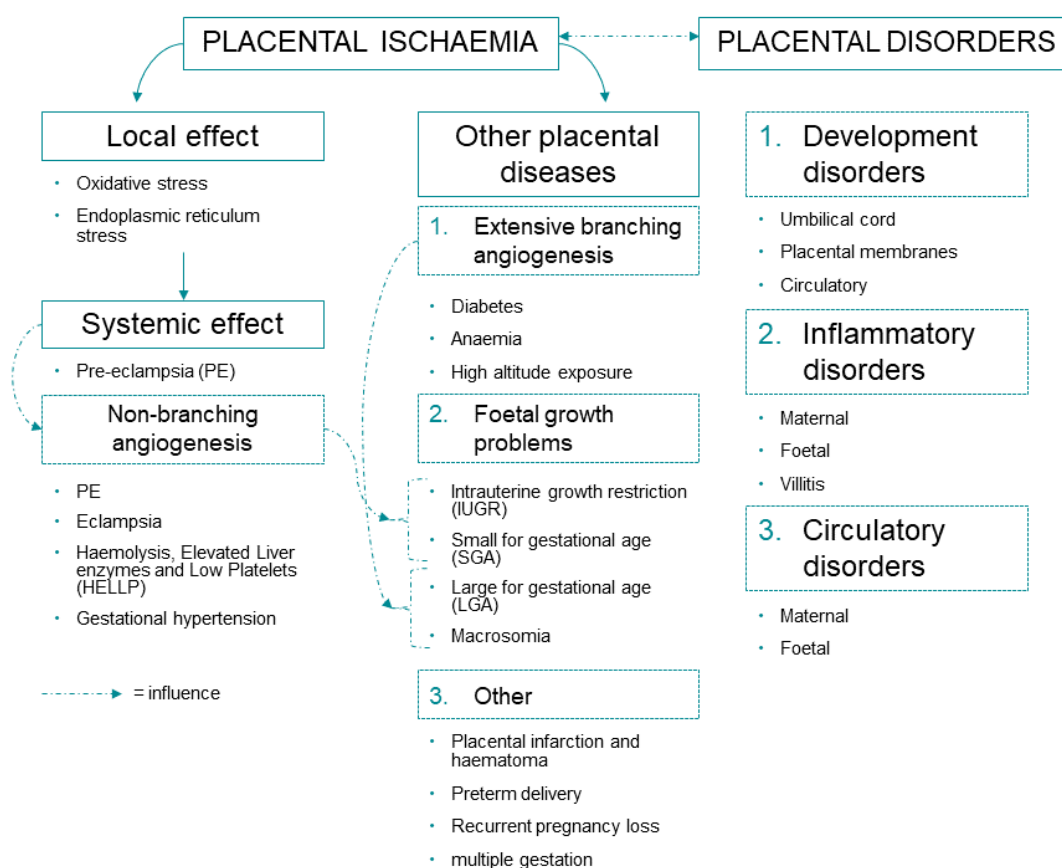 PLACENTAL ISCHAEMIA
PLACENTAL DISORDERS
Local effect
• Oxidative stress
• Endoplasmic reticulum
stress
Systemic effect
• Pre-eclampsia (PE)
Non-branching
angiogenesis
• PE
• Eclampsia
• Haemolysis, Elevated Liver
enzymes and Low Platelets
(HELLP)
• Gestational hypertension
= influence
Other placental
diseases
1. Extensive branching
angiogenesis
• Diabetes
• Anaemia
• High altitude exposure
2. Foetal growth
problems
• Intrauterine growth restriction
(IUGR)
• Small for gestational age
(SGA)
• Large for gestational age
(LGA)
• Macrosomia
3. Other
• Placental infarction and
haematoma
• Preterm delivery
• Recurrent pregnancy loss
• multiple gestation
1. Development
disorders
• Umbilical cord
• Placental membranes
• Circulatory
2. Inflammatory
disorders
• Maternal
• Foetal
• Villitis
3. Circulatory
disorders
• Maternal
• Foetal